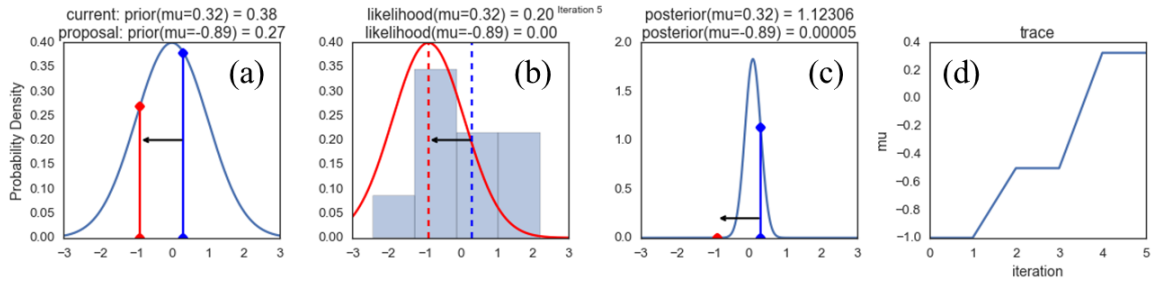 current: prior(mu=0.32) = 0.38
proposal: prior(mu=-0.89) = 0.27
likelihood(mu=0.32) = 0.20
Iteration 5
likelihood(mu=-0.89) = 0.00
posterior(mu=0.32) = 1.12306
posterior(mu=-0.89) = 0.00005
trace
(a)
(b)
(c)
(d)
Probability Density
0.40
0.35
0.30
0.25
0.20
0.15
0.10
0.05
0.00
−3 −2 −1 0 1 2 3
0.40
0.35
0.30
0.25
0.20
0.15
0.10
0.05
0.00
−3 −2 −1 0 1 2 3
2.0
1.5
1.0
0.5
0.0
−3 −2 −1 0 1 2 3
mu
0.4
0.2
0.0
−0.2
−0.4
−0.6
−0.8
−1.0
0 1 2 3 4 5
iteration